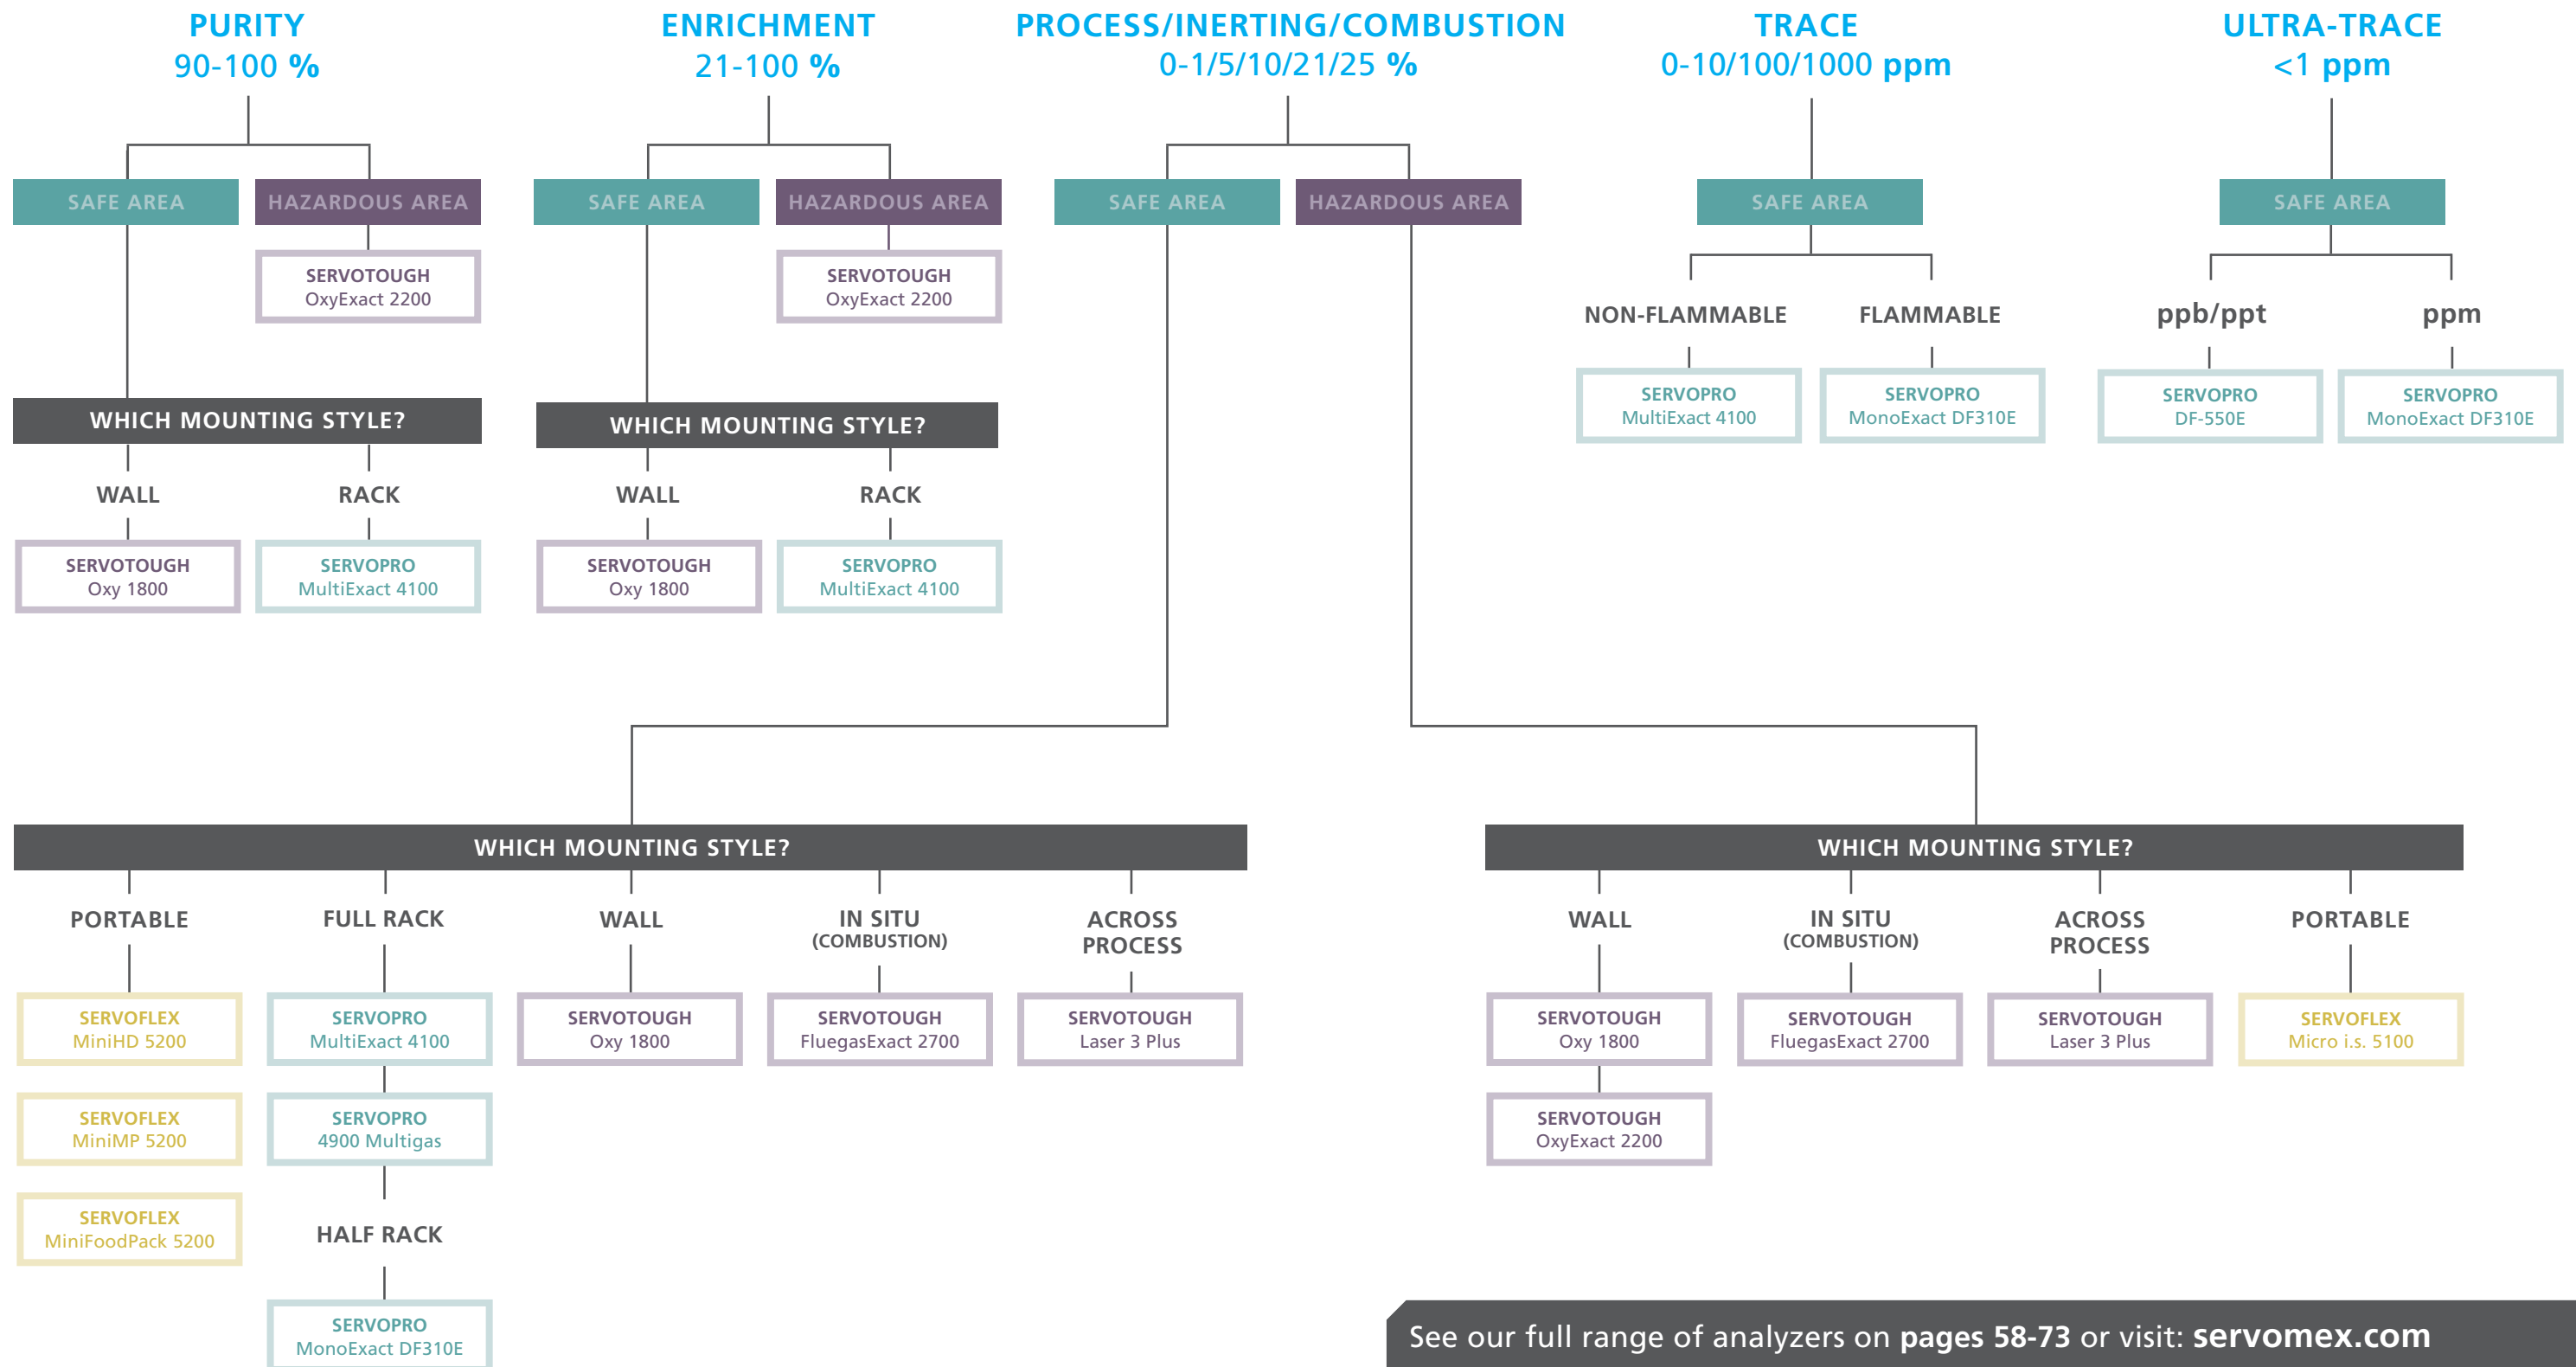 PURITY
90-100 %
ENRICHMENT
21-100 %
PROCESS/INERTING/COMBUSTION
0-1/5/10/21/25 %
TRACE
0-10/100/1000 ppm
ULTRA-TRACE
<1 ppm
SAFE AREA
HAZARDOUS AREA
SAFE AREA
HAZARDOUS AREA
SAFE AREA
HAZARDOUS AREA
SAFE AREA
SAFE AREA
SERVOTOUGH
OxyExact 2200
SERVOTOUGH
OxyExact 2200
NON-FLAMMABLE
FLAMMABLE
ppb/ppt
ppm
SERVOPRO
MultiExact 4100
SERVOPRO
MonoExact DF310E
SERVOPRO
DF-550E
SERVOPRO
MonoExact DF310E
WHICH MOUNTING STYLE?
WALL
RACK
SERVOTOUGH
Oxy 1800
SERVOPRO
MultiExact 4100
WHICH MOUNTING STYLE?
WALL
RACK
SERVOTOUGH
Oxy 1800
SERVOPRO
MultiExact 4100
WHICH MOUNTING STYLE?
PORTABLE
SERVOFLEX
MiniHD 5200
SERVOFLEX
MiniMP 5200
SERVOFLEX
MiniFoodPack 5200
FULL RACK
SERVOPRO
MultiExact 4100
SERVOPRO
4900 Multigas
HALF RACK
SERVOPRO
MonoExact DF310E
WALL
SERVOTOUGH
Oxy 1800
IN SITU
(COMBUSTION)
SERVOTOUGH
FluegasExact 2700
ACROSS
PROCESS
SERVOTOUGH
Laser 3 Plus
WHICH MOUNTING STYLE?
WALL
SERVOTOUGH
Oxy 1800
SERVOTOUGH
OxyExact 2200
IN SITU
(COMBUSTION)
SERVOTOUGH
FluegasExact 2700
ACROSS
PROCESS
SERVOTOUGH
Laser 3 Plus
PORTABLE
SERVOFLEX
Micro i.s. 5100
See our full range of analyzers on pages 58-73 or visit: servomex.com